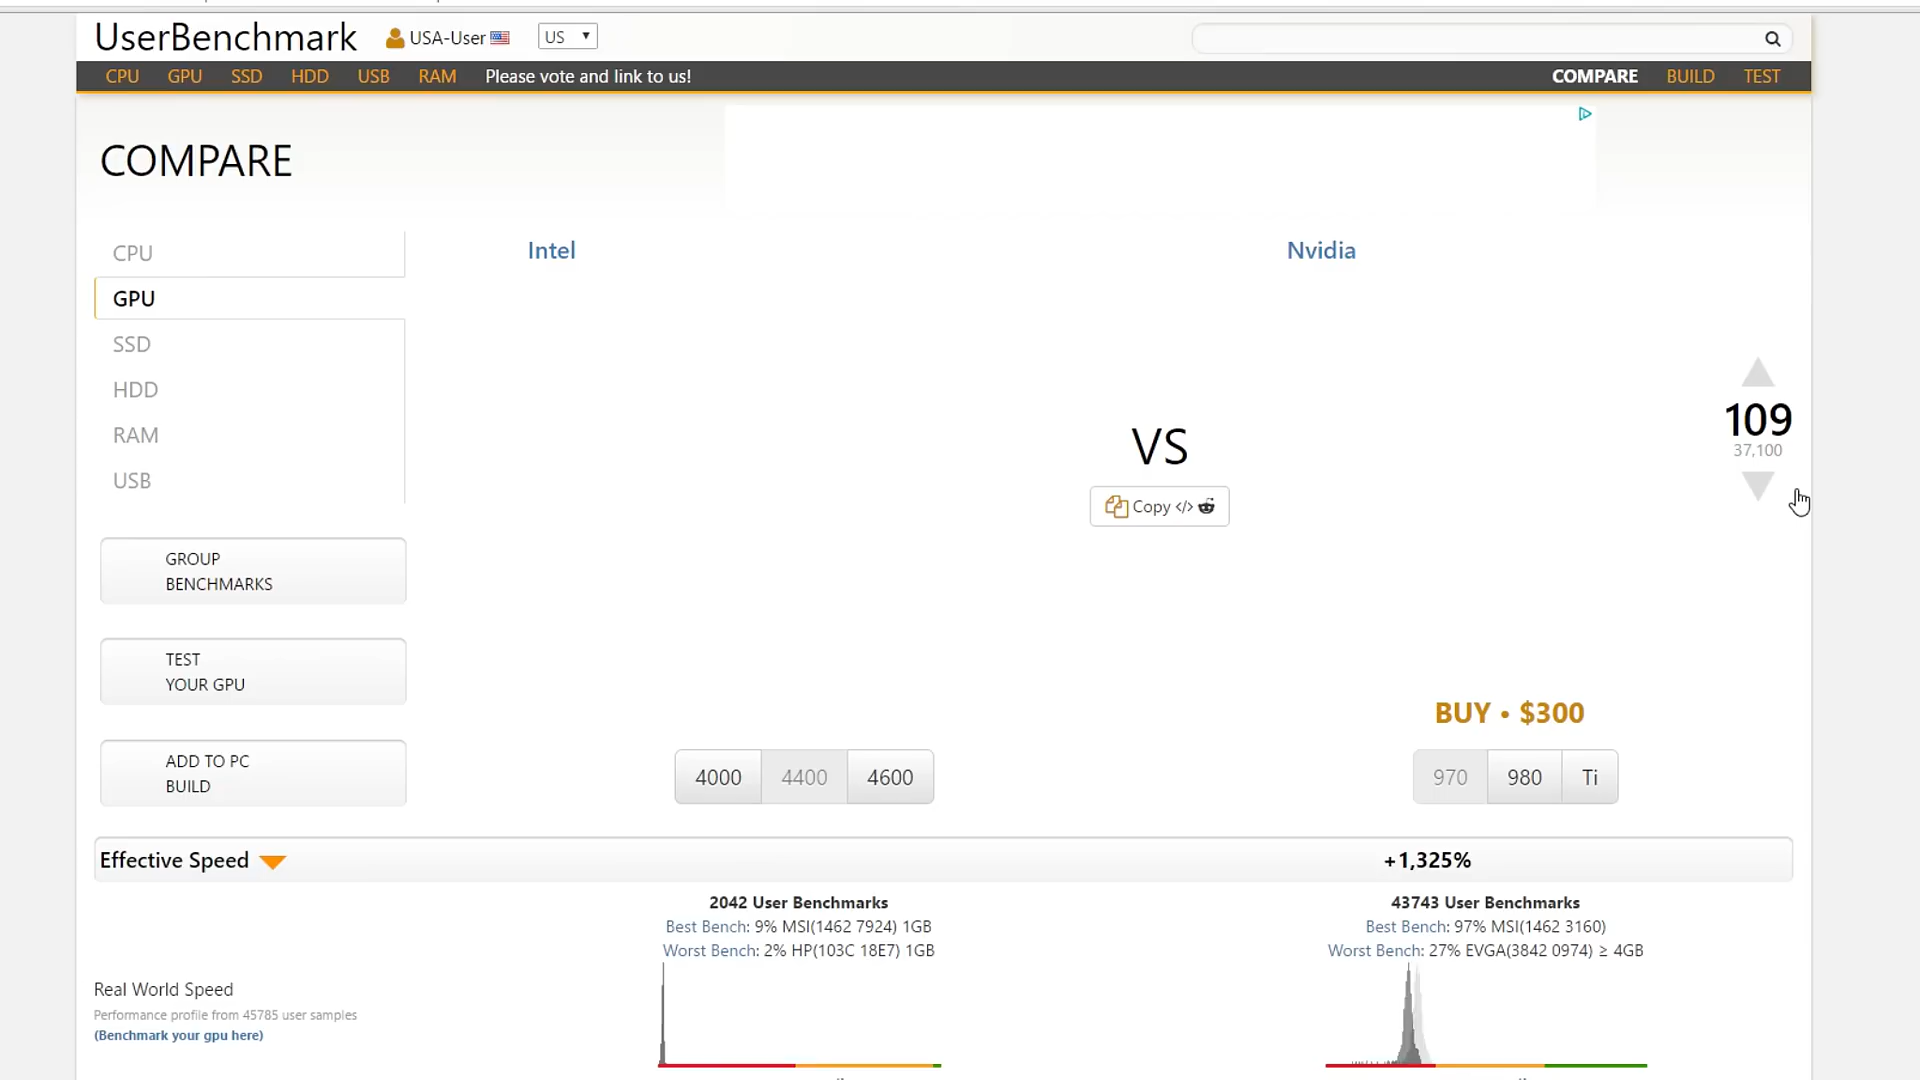 UserBenchmark
USA-User
US
CPU GPU SSD HDD USB RAM Please vote and link to us!
COMPARE BUILD TEST
COMPARE
CPU
GPU
SSD
HDD
RAM
USB
GROUP
BENCHMARKS
TEST
YOUR GPU
ADD TO PC
BUILD
Intel
Nvidia
VS
Copy </>
109
37,100
BUY • $300
4000 4400 4600
970 980 Ti
Effective Speed
+1,325%
2042 User Benchmarks
Best Bench: 9% MSI(1462 7924) 1GB
Worst Bench: 2% HP(103C 18E7) 1GB
43743 User Benchmarks
Best Bench: 97% MSI(1462 3160)
Worst Bench: 27% EVGA(3842 0974) ≥ 4GB
Real World Speed
Performance profile from 45785 user samples
(Benchmark your gpu here)